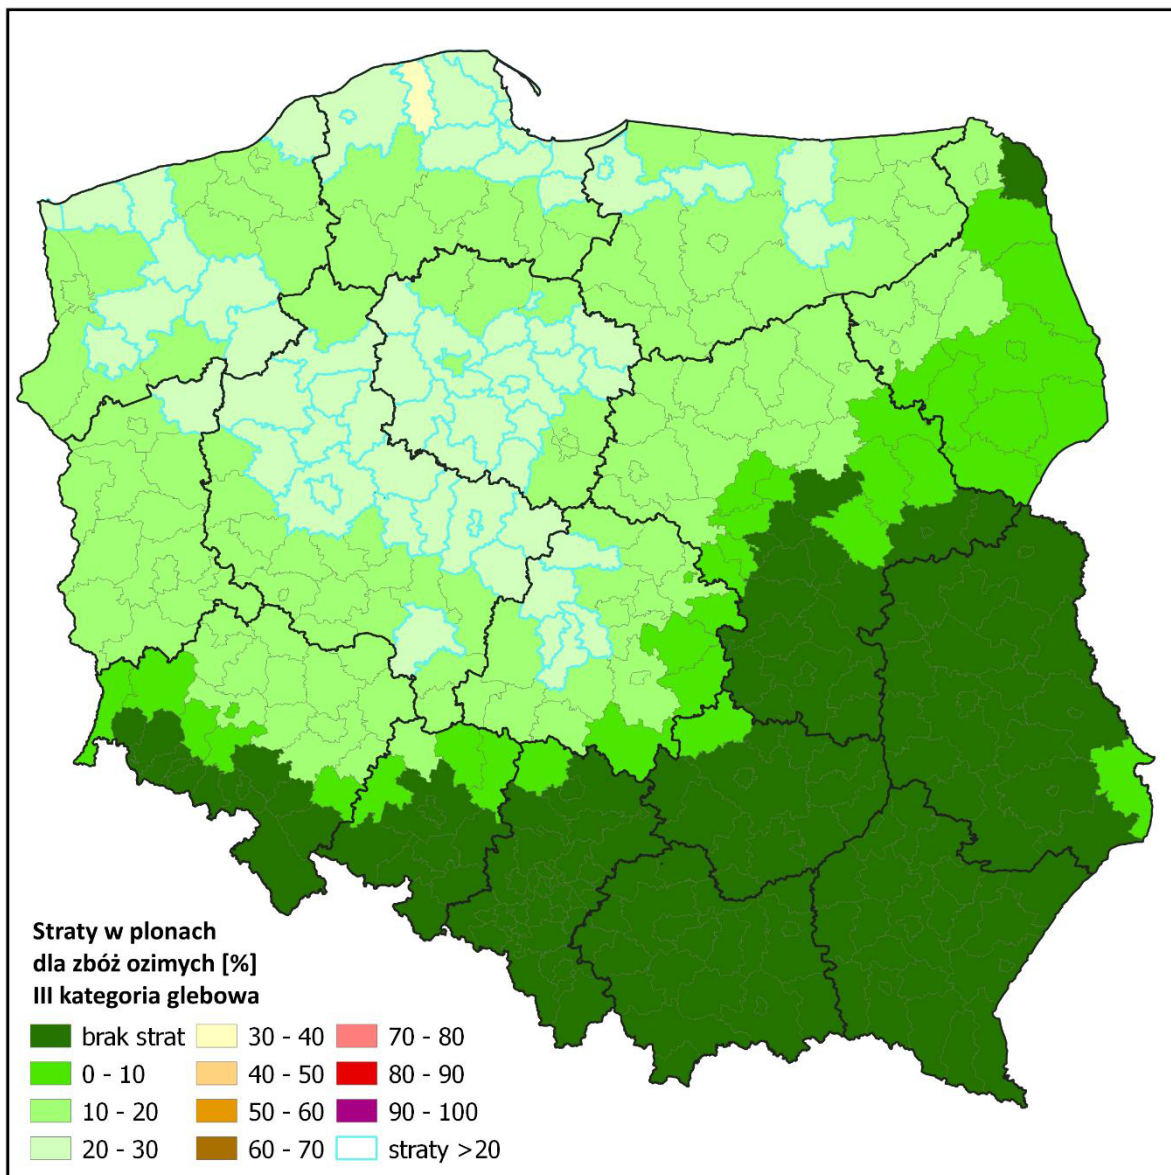 Straty w plonach
dla zbóż ozimych [%]
III kategoria glebowa
brak strat
0 - 10
10 - 20
20 - 30
30 - 40
40 - 50
50 - 60
60 - 70
70 - 80
80 - 90
90 - 100
straty >20